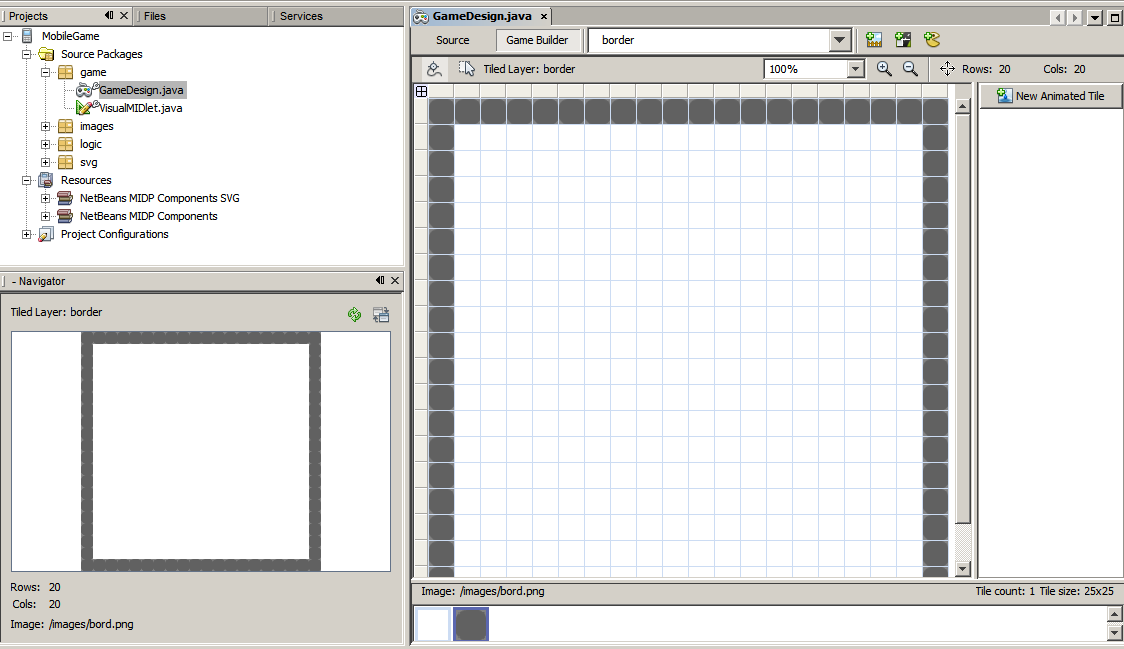 Projects
Files
Services
MobileGame
Source Packages
game
GameDesign.java
VisualMIDlet.java
images
logic
svg
Resources
NetBeans MIDP Components SVG
NetBeans MIDP Components
Project Configurations
- Navigator
Tiled Layer: border
Rows: 20
Cols: 20
Image: /images/bord.png
GameDesign.java
Source
Game Builder
border
Tiled Layer: border
100%
Rows: 20
Cols: 20
New Animated Tile
Image: /images/bord.png
Tile count: 1 Tile size: 25x25